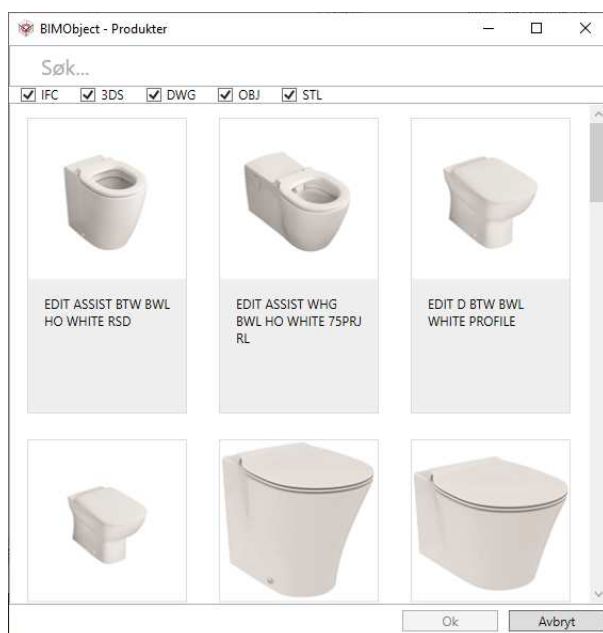 BIMObject - Produkter
Søk...
IFC 3DS DWG OBJ STL
EDIT ASSIST BTW BWL
HO WHITE RSD
EDIT ASSIST WHG
BWL HO WHITE 75PRJ
RL
EDIT D BTW BWL
WHITE PROFILE
Ok Avbryt